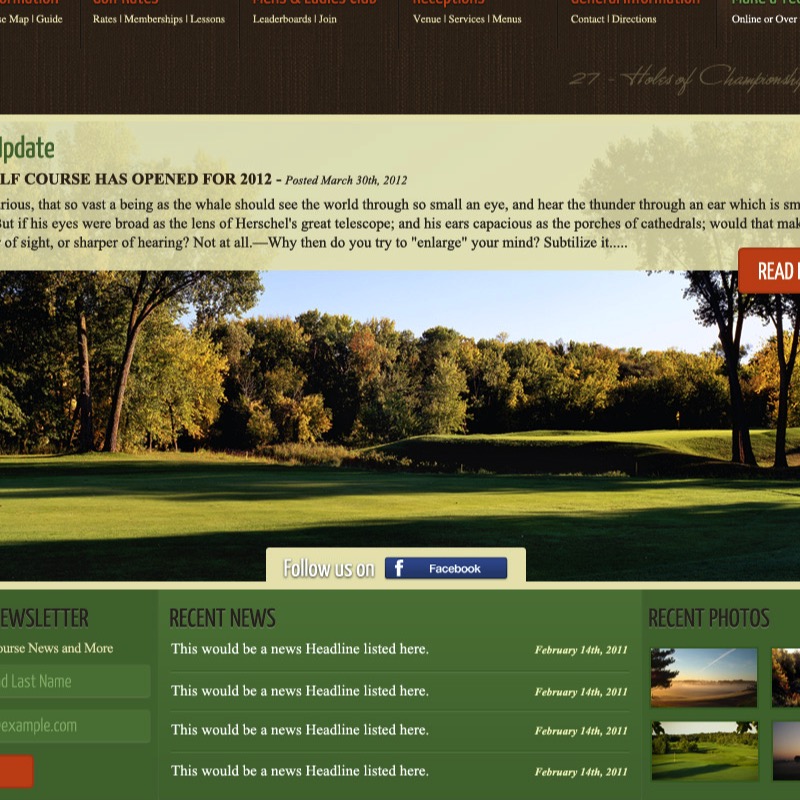 Rates | Memberships | Lessons
Leaderboards | Join
Venue | Services | Menus
Contact | Directions
Online or Over
Map | Guide
27 - Holes of
Update
COURSE HAS OPENED FOR 2012 - Posted March 30th, 2012
that so vast a being as the whale should see the world through so small an eye, and hear the thunder through an ear which is
But if his eyes were broad as the lens of Herschel's great telescope; and his ears capacious as the porches of cathedrals; would that
of sight, or sharper of hearing? Not at all.—Why then do you try to "enlarge" your mind? Subtilize it.....
READ
Follow us on
Facebook
EWSLETTER
ourse News and More
Last Name
example.com
RECENT NEWS
This would be a news Headline listed here. February 14th, 2011
This would be a news Headline listed here. February 14th, 2011
This would be a news Headline listed here. February 14th, 2011
This would be a news Headline listed here. February 14th, 2011
RECENT PHOTOS